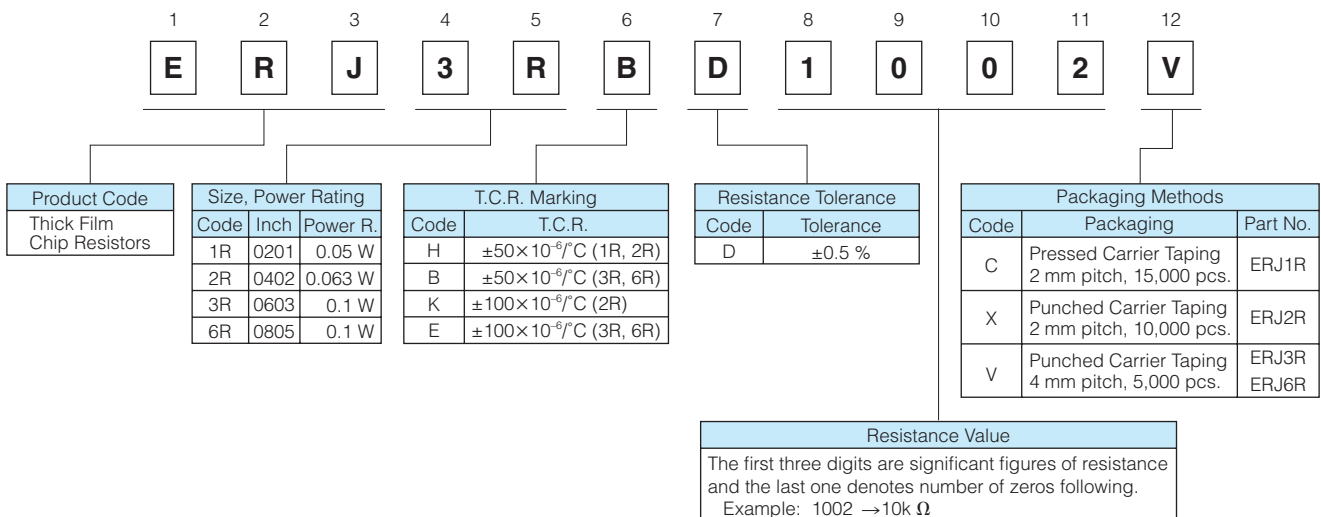 1 2 3 4 5 6 7 8 9 10 11 12
E R J 3 R B D 1 0 0 2 V
Product Code
Thick Film
Chip Resistors
Size, Power Rating
Code Inch Power R.
1R 0201 0.05 W
2R 0402 0.063 W
3R 0603 0.1 W
6R 0805 0.1 W
T.C.R. Marking
Code T.C.R.
H ±50×10⁻⁶/°C (1R, 2R)
B ±50×10⁻⁶/°C (3R, 6R)
K ±100×10⁻⁶/°C (2R)
E ±100×10⁻⁶/°C (3R, 6R)
Resistance Tolerance
Code Tolerance
D ±0.5 %
Packaging Methods
Code Packaging Part No.
C Pressed Carrier Taping
2 mm pitch, 15,000 pcs. ERJ1R
X Punched Carrier Taping
2 mm pitch, 10,000 pcs. ERJ2R
V Punched Carrier Taping ERJ3R
4 mm pitch, 5,000 pcs. ERJ6R
Resistance Value
The first three digits are significant figures of resistance
and the last one denotes number of zeros following.
Example: 1002 →10k Ω